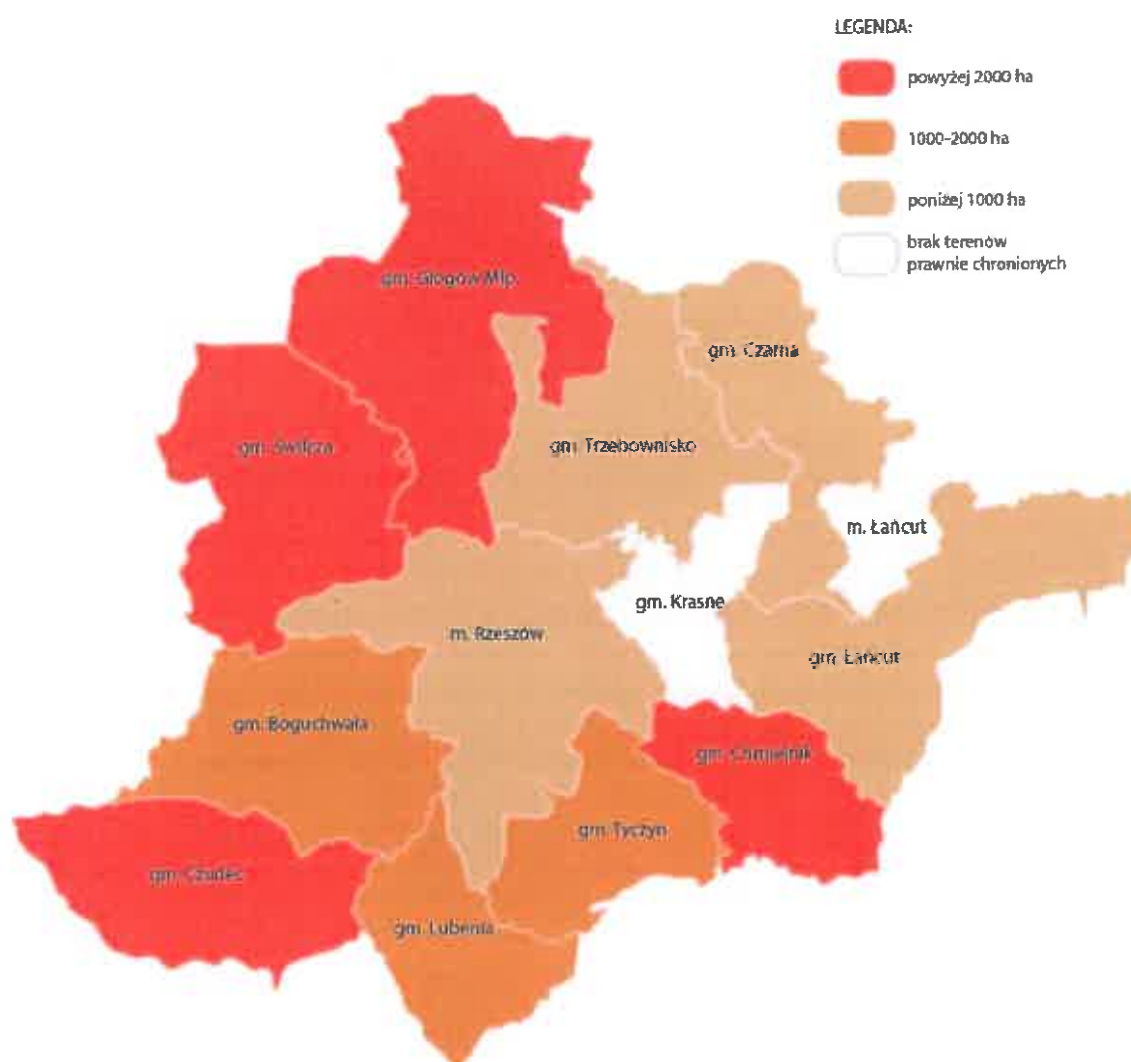 LEGENDA:
powyżej 2000 ha
1000-2000 ha
poniżej 1000 ha
brak terenów
prawnie chronionych
gm. Głogów Młp.
gm. Czarna
gm. Świlcza
gm. Trzebownisko
m. Łańcut
gm. Krasne
m. Rzeszów
gm. Łańcut
gm. Boguchwała
gm. Chmielnik
gm. Tyczyn
gm. Czudec
gm. Lubenia